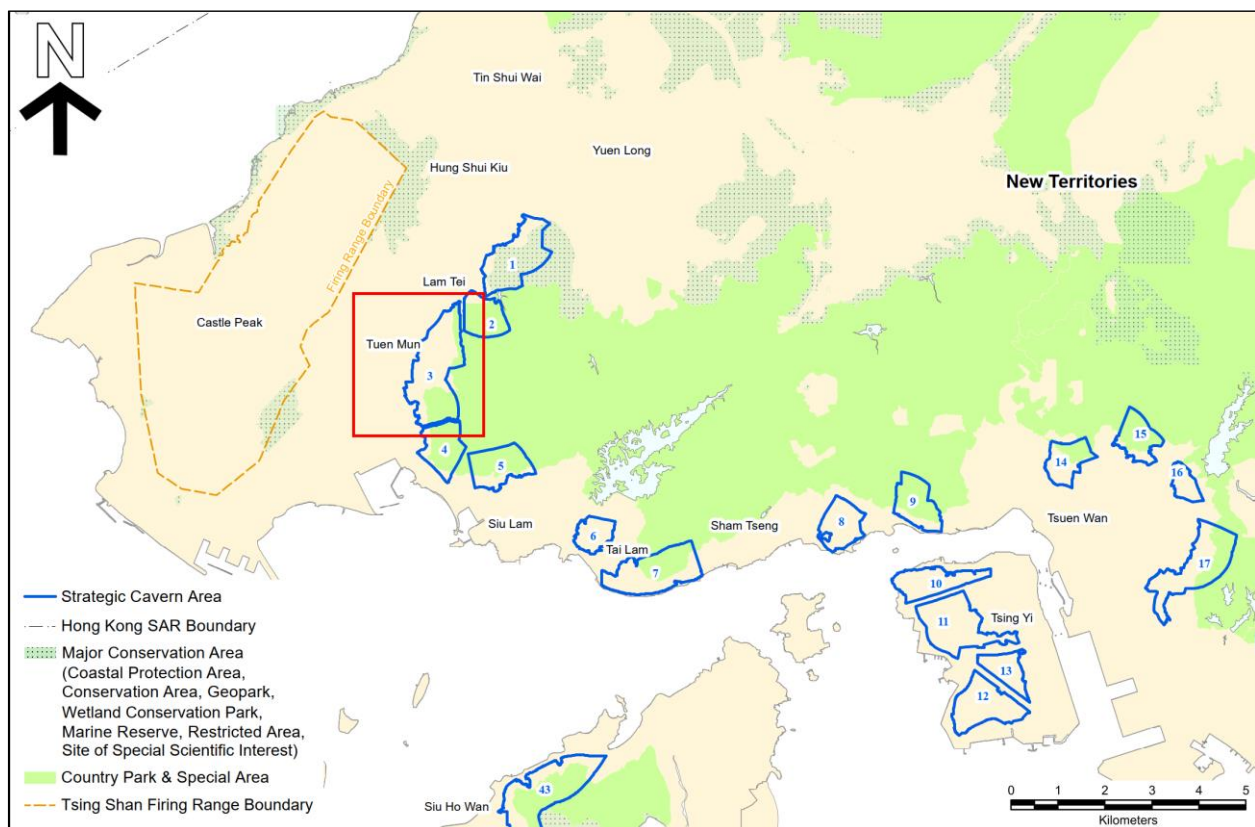 N
Tin Shui Wai
Yuen Long
Hung Shui Kiu
New Territories
Firing Range Boundary
1
Lam Tei
Castle Peak
2
Tuen Mun
3
4
5
15
14
16
9
Siu Lam
Sham Tseng
8
Tsuen Wan
6
Tai Lam
7
17
10
11
Tsing Yi
13
12
Siu Ho Wan
43
Strategic Cavern Area
Hong Kong SAR Boundary
Major Conservation Area
(Coastal Protection Area,
Conservation Area, Geopark,
Wetland Conservation Park,
Marine Reserve, Restricted Area,
Site of Special Scientific Interest)
Country Park & Special Area
Tsing Shan Firing Range Boundary
0 1 2 3 4 5
Kilometers